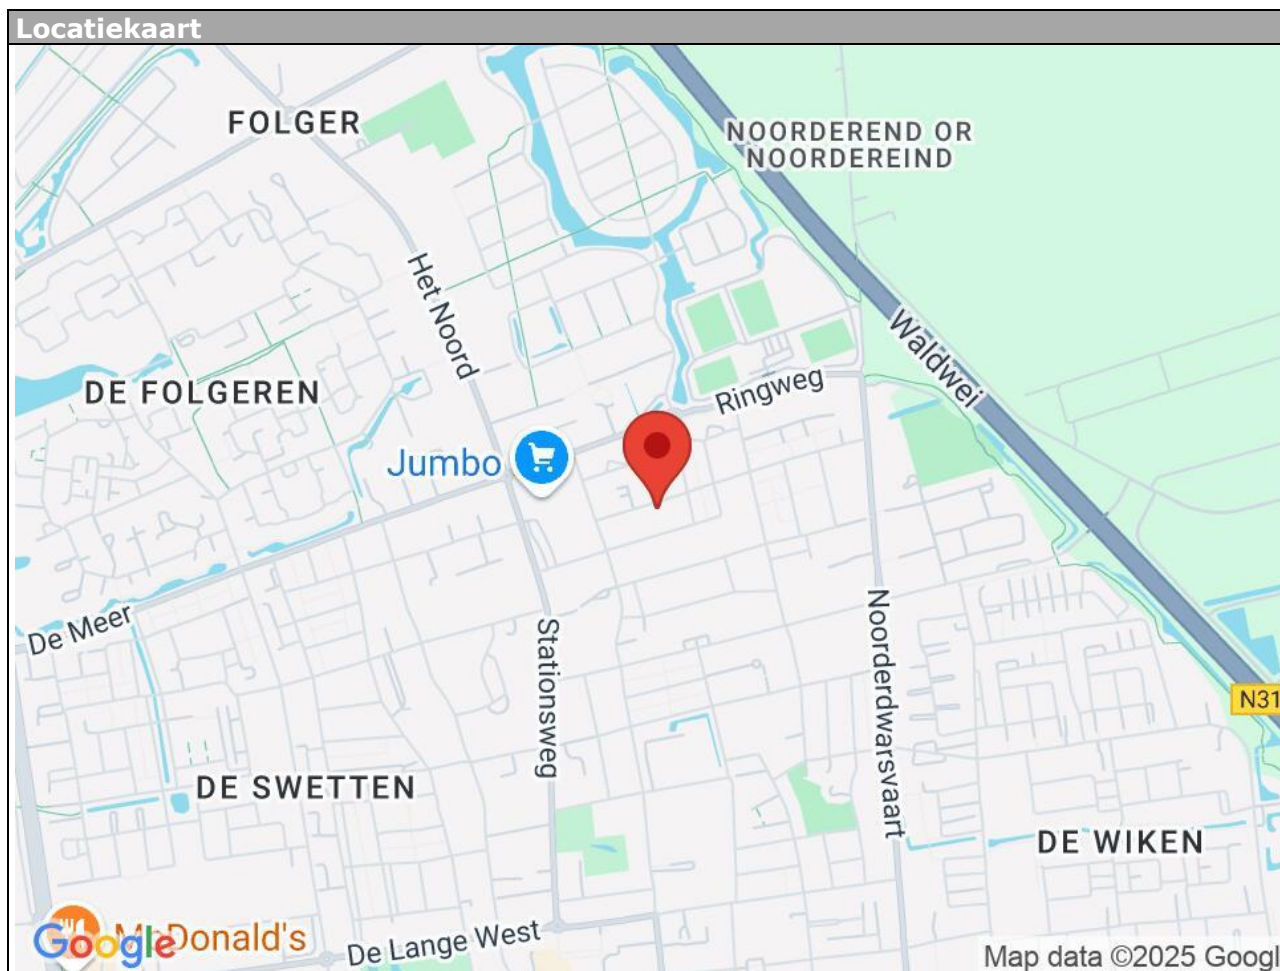 Locatiekaart
FOLGER
NOORDEREND OR
NOORDEREIND
Het Noord
Waldwei
DE FOLGEREN
Ringweg
Jumbo
De Meer
Stationsweg
Noorderdwarsvaart
N31
DE SWETTEN
DE WIKEN
McDonald's
Google
De Lange West
Map data ©2025 Googl